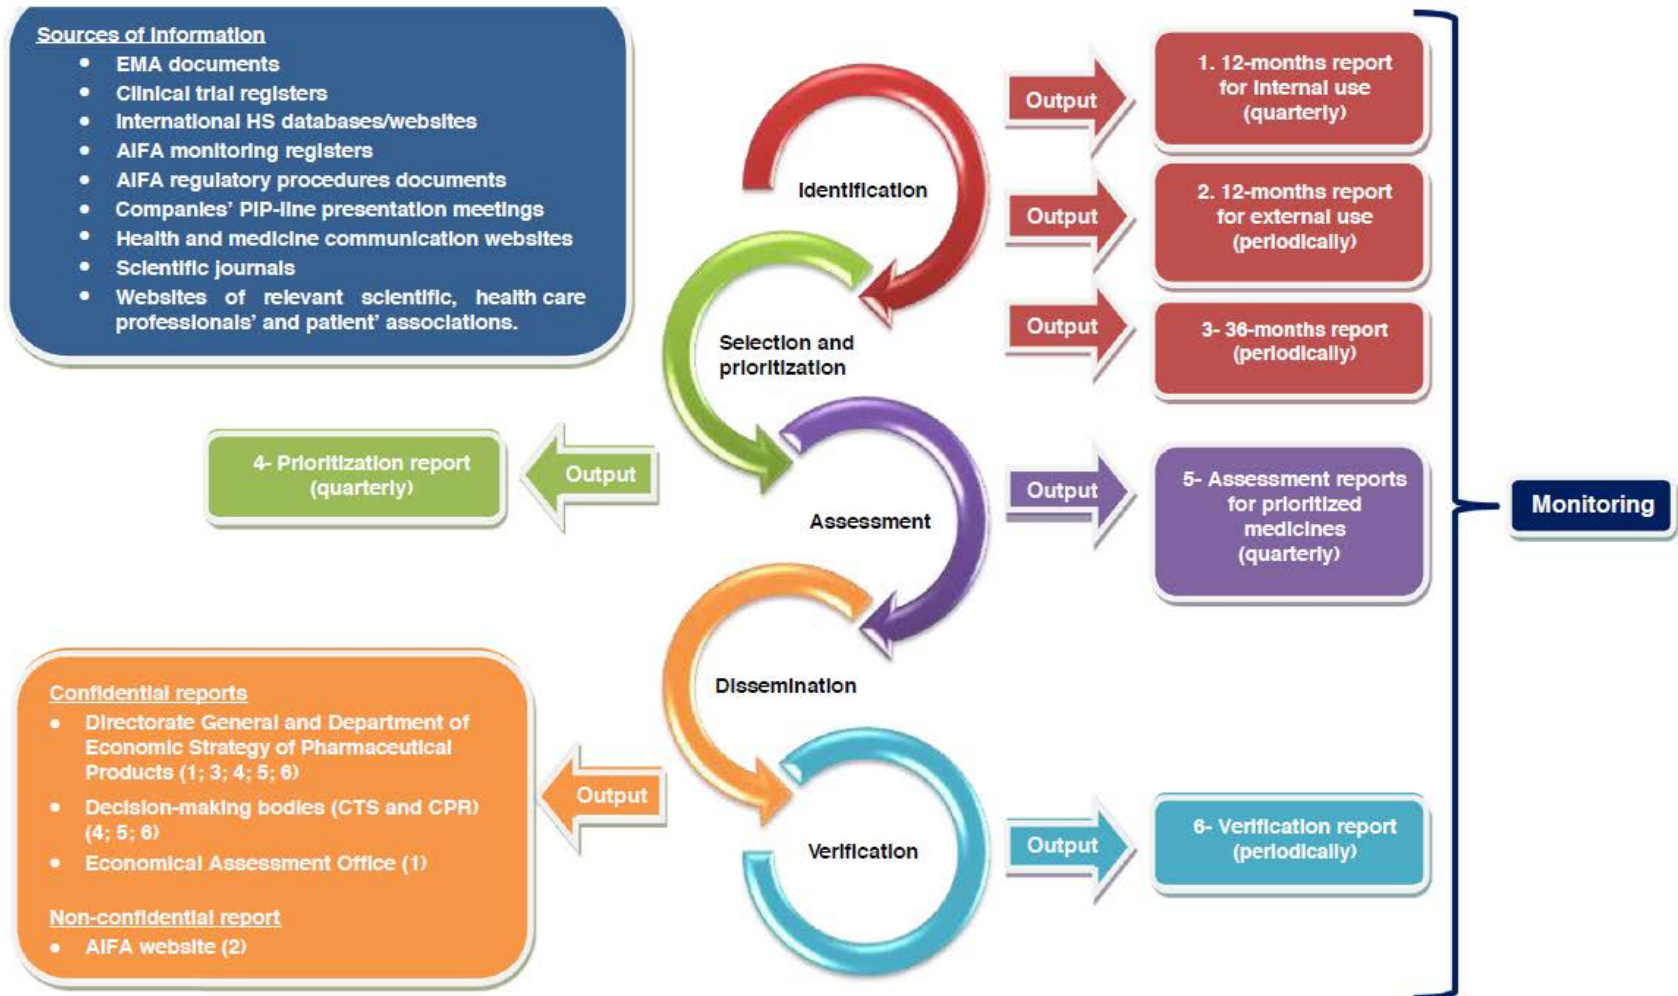 Sources of Information
• EMA documents
• Clinical trial registers
• International HS databases/websites
• AIFA monitoring registers
• AIFA regulatory procedures documents
• Companies’ PIP-line presentation meetings
• Health and medicine communication websites
• Scientific journals
• Websites of relevant scientific, health care
professionals’ and patient’ associations.
Identification
Output
1. 12-months report
for internal use
(quarterly)
Output
2. 12-months report
for external use
(periodically)
Output
3- 36-months report
(periodically)
Selection and
prioritization
4- Prioritization report
(quarterly)
Output
Assessment
Output
5- Assessment reports
for prioritized
medicines
(quarterly)
Monitoring
Dissemination
Confidential reports
• Directorate General and Department of
Economic Strategy of Pharmaceutical
Products (1; 3; 4; 5; 6)
• Decision-making bodies (CTS and CPR)
(4; 5; 6)
• Economical Assessment Office (1)
Non-confidential report
• AIFA website (2)
Output
Verification
Output
6- Verification report
(periodically)